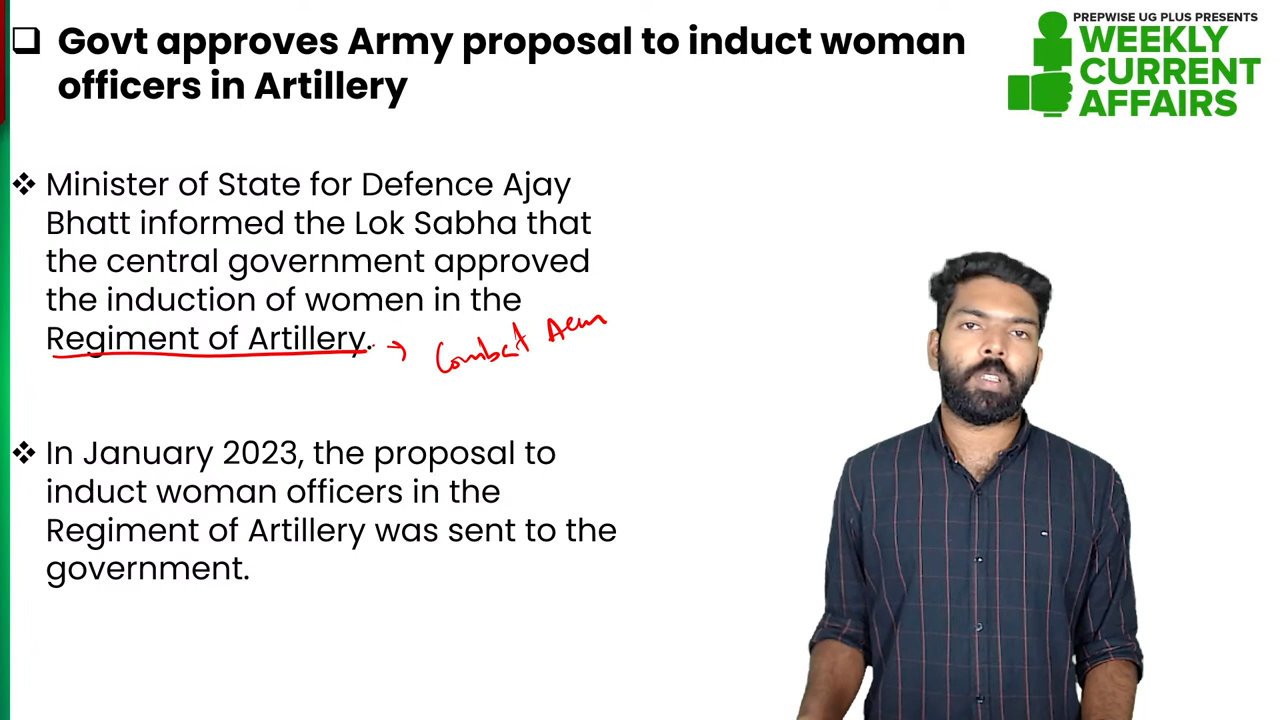 ❑ Govt approves Army proposal to induct woman
officers in Artillery
PREPWISE UG PLUS PRESENTS
WEEKLY
CURRENT
AFFAIRS
❖ Minister of State for Defence Ajay
Bhatt informed the Lok Sabha that
the central government approved
the induction of women in the
Regiment of Artillery. → Combat Arm
❖ In January 2023, the proposal to
induct woman officers in the
Regiment of Artillery was sent to the
government.